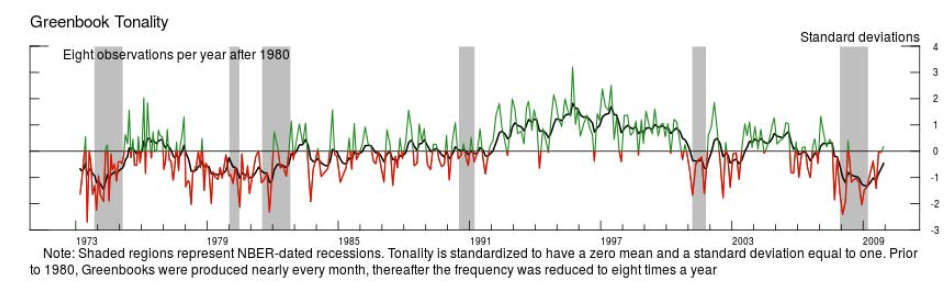 Greenbook Tonality
Standard deviations
Eight observations per year after 1980
4
3
2
1
0
-1
-2
-3
1973 1979 1985 1991 1997 2003 2009
Note: Shaded regions represent NBER-dated recessions. Tonality is standardized to have a zero mean and a standard deviation equal to one. Prior
to 1980, Greenbooks were produced nearly every month, thereafter the frequency was reduced to eight times a year